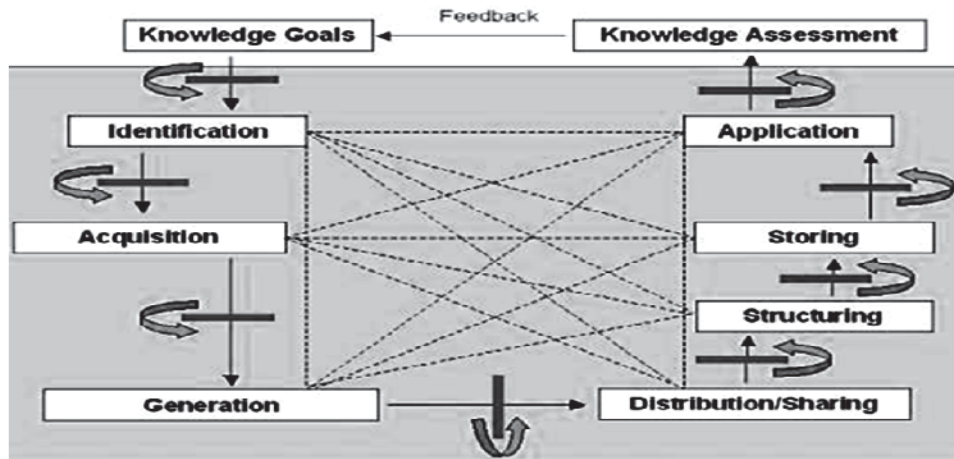 Feedback
Knowledge Goals
Knowledge Assessment
Identification
Application
Acquisition
Storing
Structuring
Generation
Distribution/Sharing